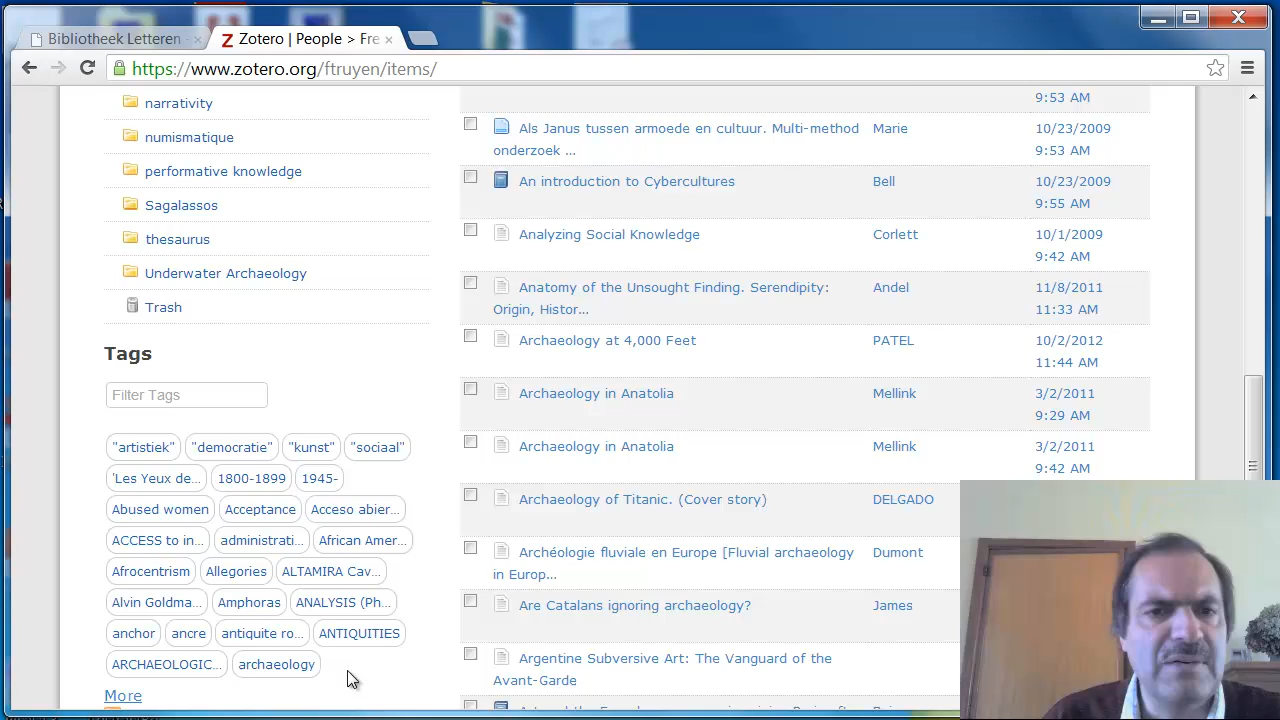 Bibliotheek Letteren
Zotero | People > Fre
https://www.zotero.org/ftruyen/items/
narrativity
numismatique
performative knowledge
Sagalassos
thesaurus
Underwater Archaeology
Trash
Tags
Filter Tags
"artistiek" "democratie" "kunst" "sociaal"
'Les Yeux de... 1800-1899 1945-
Abused women Acceptance Acceso abier...
ACCESS to in... administrati... African Amer...
Afrocentrism Allegories ALTAMIRA Cav...
Alvin Goldma... Amphoras ANALYSIS (Ph...
anchor ancre antiquite ro... ANTIQUITIES
ARCHAEOLOGIC... archaeology
More
9:53 AM
Als Janus tussen armoede en cultuur. Multi-method Marie 10/23/2009
onderzoek ... 9:53 AM
An introduction to Cybercultures Bell 10/23/2009
9:55 AM
Analyzing Social Knowledge Corlett 10/1/2009
9:42 AM
Anatomy of the Unsought Finding. Serendipity: Andel 11/8/2011
Origin, Histor... 11:33 AM
Archaeology at 4,000 Feet PATEL 10/2/2012
11:44 AM
Archaeology in Anatolia Mellink 3/2/2011
9:29 AM
Archaeology in Anatolia Mellink 3/2/2011
9:42 AM
Archaeology of Titanic. (Cover story) DELGADO
Archéologie fluviale en Europe [Fluvial archaeology Dumont
in Europ...
Are Catalans ignoring archaeology? James
Argentine Subversive Art: The Vanguard of the
Avant-Garde